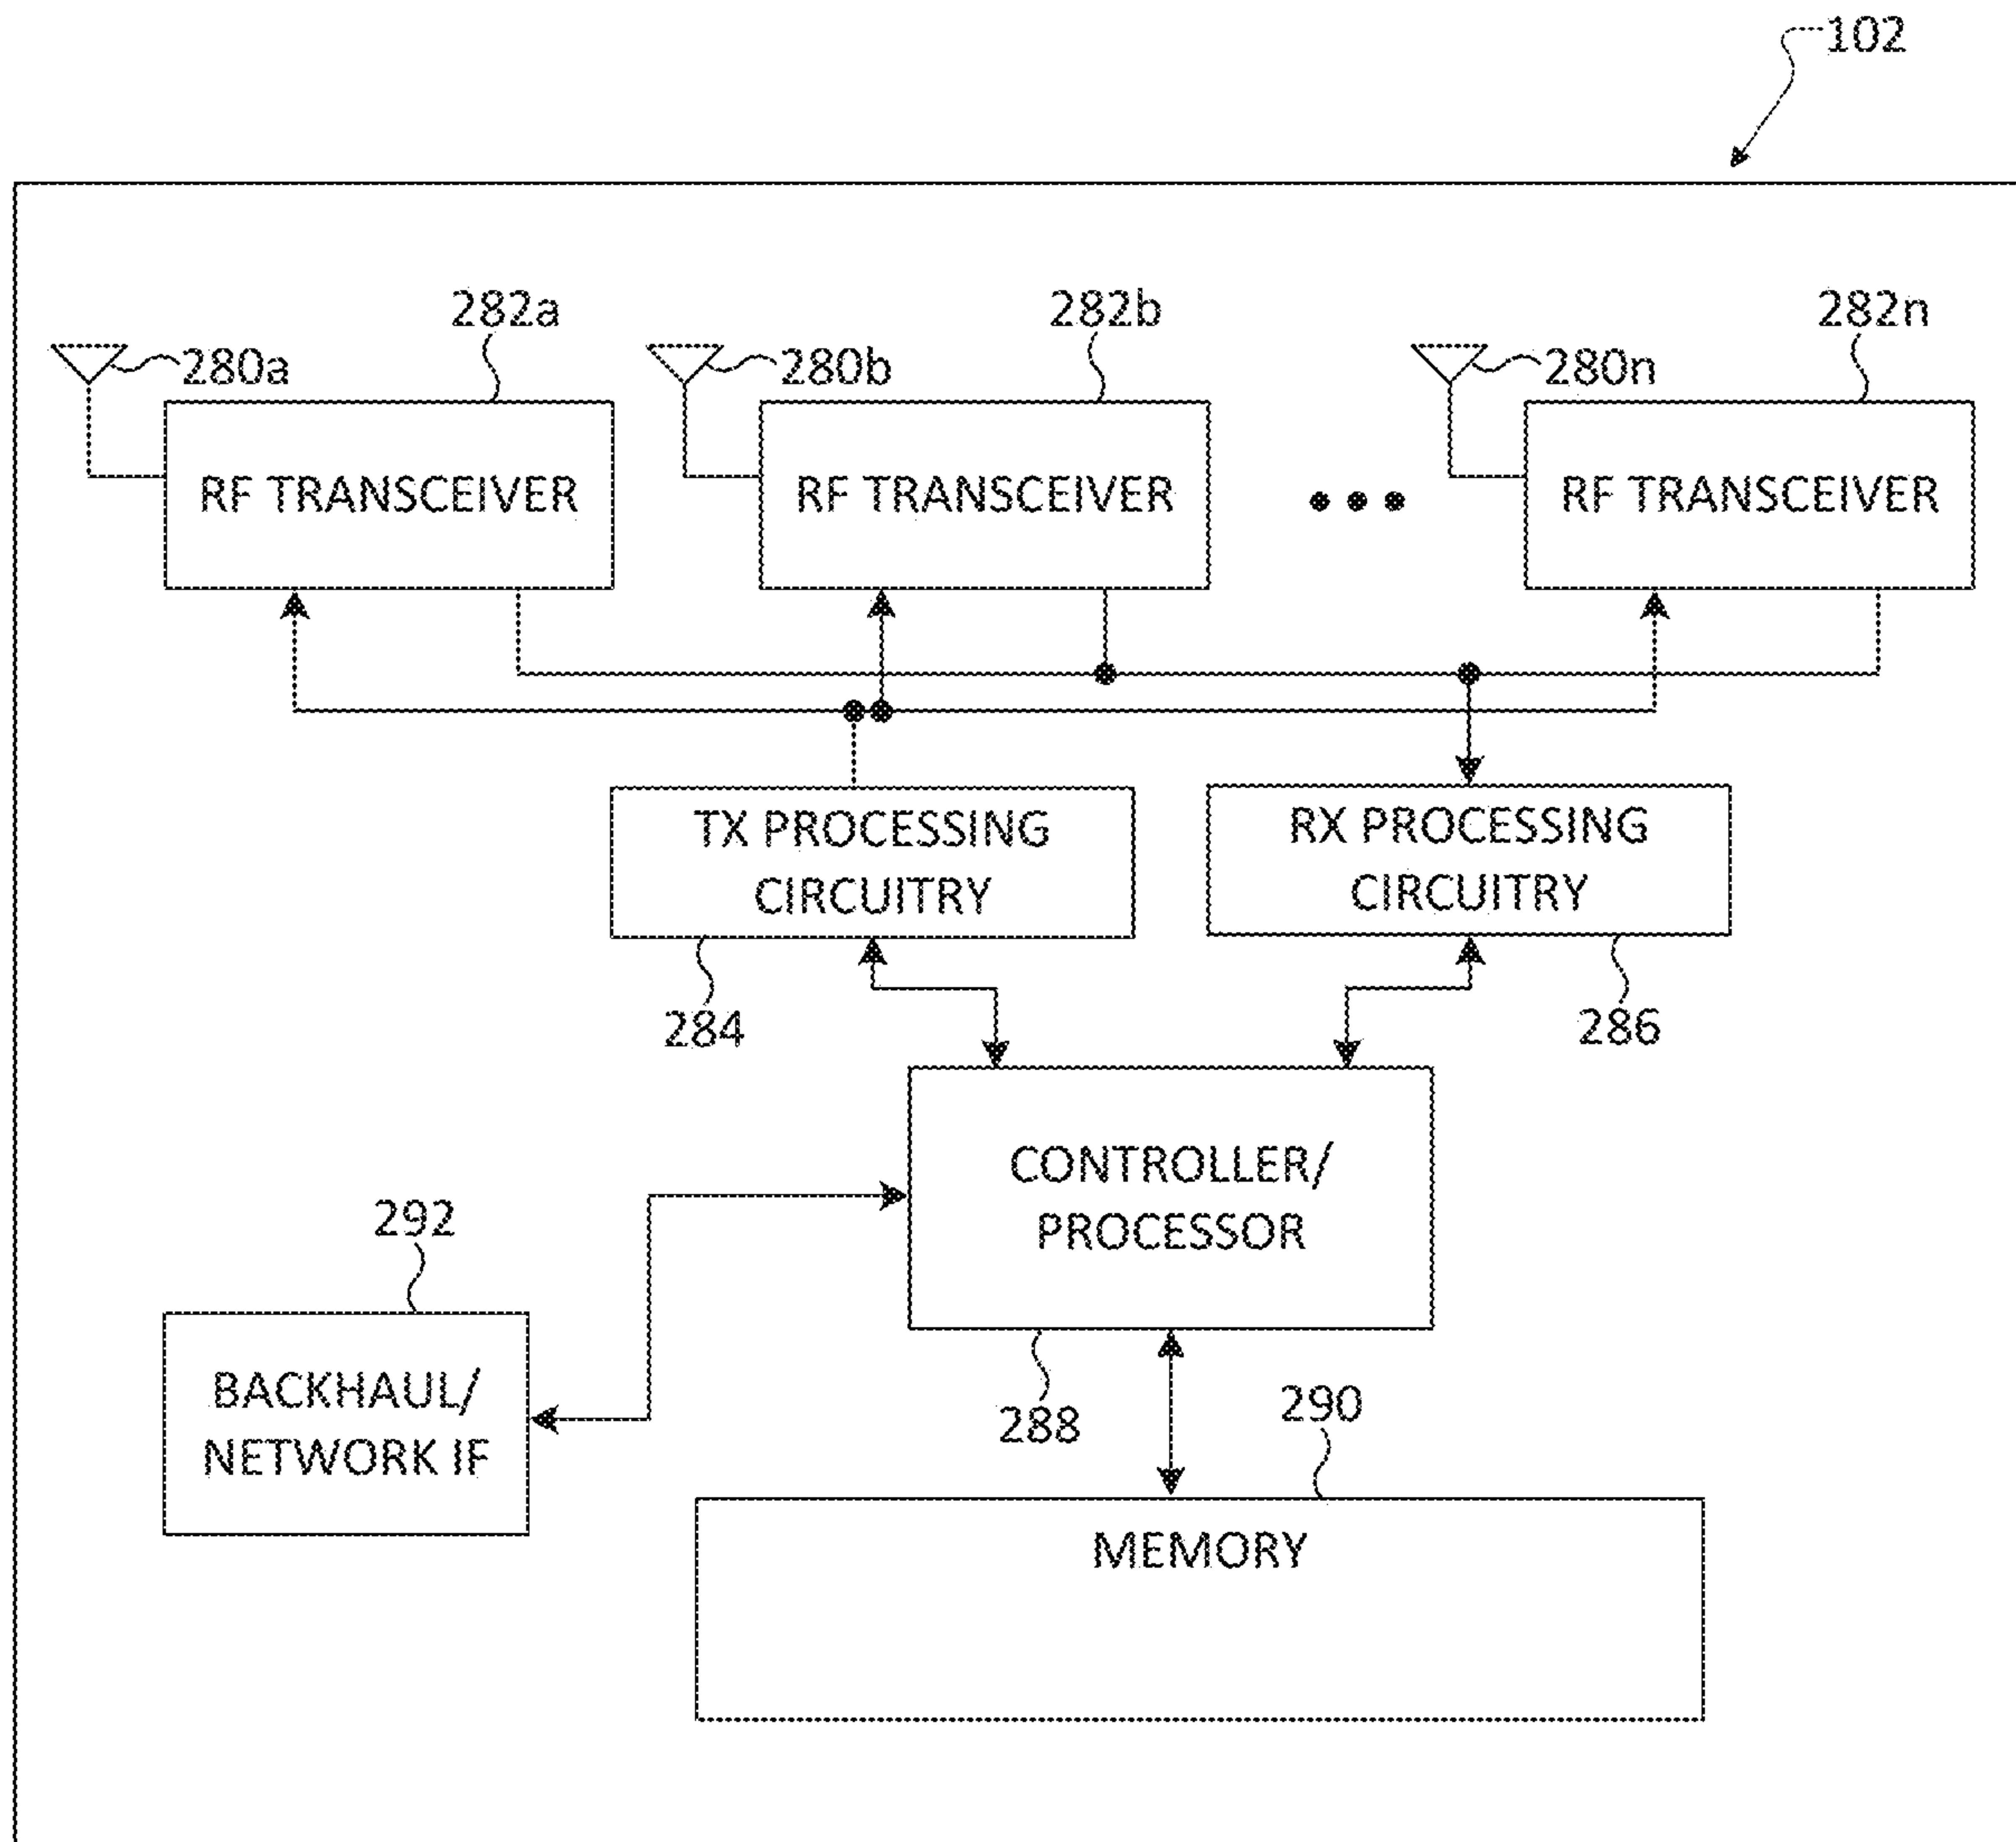 102
282a
282b
282n
280a
280b
280n
RF TRANSCEIVER
RF TRANSCEIVER
RF TRANSCEIVER
TX PROCESSING
CIRCUITRY
RX PROCESSING
CIRCUITRY
284
286
CONTROLLER/
PROCESSOR
292
BACKHAUL/
NETWORK IF
288
290
MEMORY